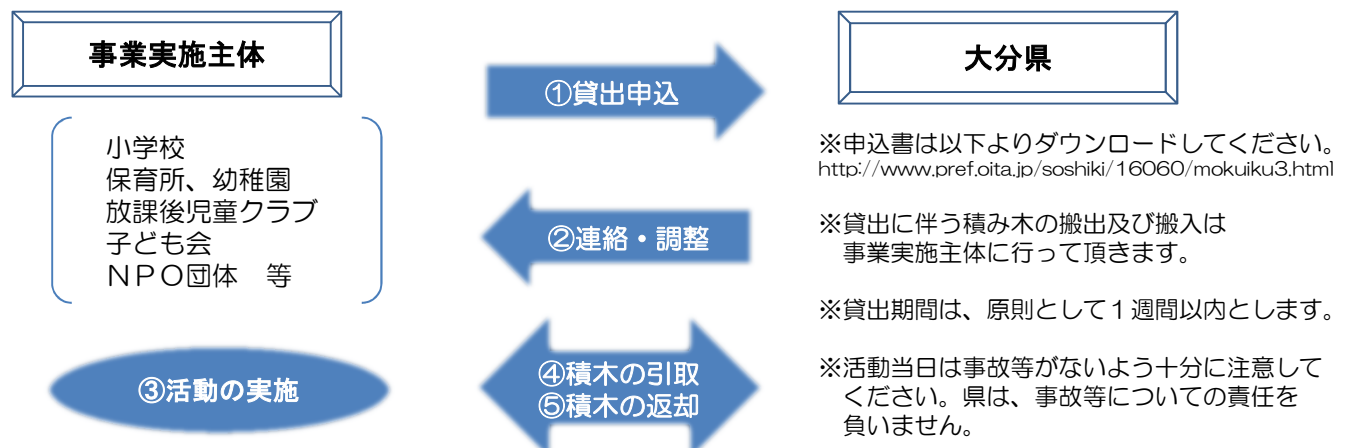 事業実施主体
小学校
保育所、幼稚園
放課後児童クラブ
子ども会
ＮＰＯ団体　等
①貸出申込
②連絡・調整
③活動の実施
④積木の引取
⑤積木の返却
大分県
※申込書は以下よりダウンロードしてください。
http://www.pref.oita.jp/soshiki/16060/mokuiku3.html
※貸出に伴う積み木の搬出及び搬入は
事業実施主体に行って頂きます。
※貸出期間は、原則として１週間以内とします。
※活動当日は事故等がないよう十分に注意して
ください。県は、事故等についての責任を
負いません。